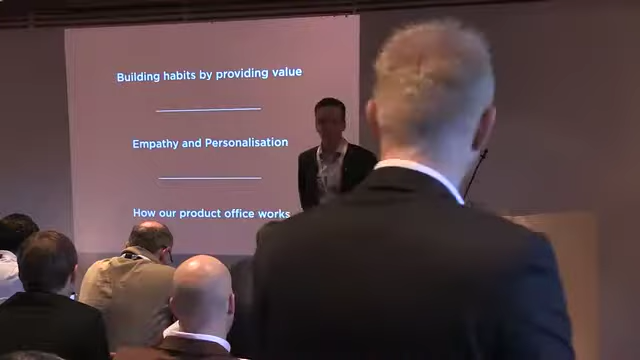 Building habits by providing value
Empathy and Personalisation
How our product office works